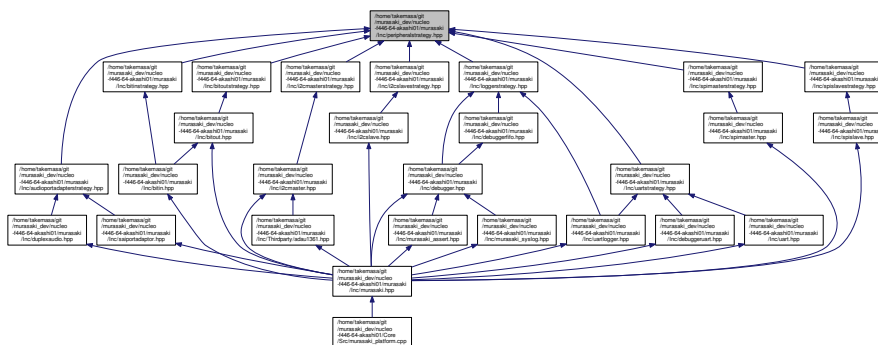 /home/takemasa/git
/murasaki_dev/nucleo
-f446-64-akashi01/murasaki
/Inc/peripheralstrategy.hpp
/home/takemasa/git
/murasaki_dev/nucleo
-f446-64-akashi01/murasaki
/Inc/bitinstrategy.hpp
/home/takemasa/git
/murasaki_dev/nucleo
-f446-64-akashi01/murasaki
/Inc/bitoutstrategy.hpp
/home/takemasa/git
/murasaki_dev/nucleo
-f446-64-akashi01/murasaki
/Inc/i2cmasterstrategy.hpp
/home/takemasa/git
/murasaki_dev/nucleo
-f446-64-akashi01/murasaki
/Inc/i2cslavestrategy.hpp
/home/takemasa/git
/murasaki_dev/nucleo
-f446-64-akashi01/murasaki
/Inc/loggerstrategy.hpp
/home/takemasa/git
/murasaki_dev/nucleo
-f446-64-akashi01/murasaki
/Inc/spimasterstrategy.hpp
/home/takemasa/git
/murasaki_dev/nucleo
-f446-64-akashi01/murasaki
/Inc/spislavestrategy.hpp
/home/takemasa/git
/murasaki_dev/nucleo
-f446-64-akashi01/murasaki
/Inc/bitout.hpp
/home/takemasa/git
/murasaki_dev/nucleo
-f446-64-akashi01/murasaki
/Inc/i2cslave.hpp
/home/takemasa/git
/murasaki_dev/nucleo
-f446-64-akashi01/murasaki
/Inc/debuggerfifo.hpp
/home/takemasa/git
/murasaki_dev/nucleo
-f446-64-akashi01/murasaki
/Inc/spimaster.hpp
/home/takemasa/git
/murasaki_dev/nucleo
-f446-64-akashi01/murasaki
/Inc/spislave.hpp
/home/takemasa/git
/murasaki_dev/nucleo
-f446-64-akashi01/murasaki
/Inc/audioportadapterstrategy.hpp
/home/takemasa/git
/murasaki_dev/nucleo
-f446-64-akashi01/murasaki
/Inc/bitin.hpp
/home/takemasa/git
/murasaki_dev/nucleo
-f446-64-akashi01/murasaki
/Inc/i2cmaster.hpp
/home/takemasa/git
/murasaki_dev/nucleo
-f446-64-akashi01/murasaki
/Inc/debugger.hpp
/home/takemasa/git
/murasaki_dev/nucleo
-f446-64-akashi01/murasaki
/Inc/uartstrategy.hpp
/home/takemasa/git
/murasaki_dev/nucleo
-f446-64-akashi01/murasaki
/Inc/duplexaudio.hpp
/home/takemasa/git
/murasaki_dev/nucleo
-f446-64-akashi01/murasaki
/Inc/saiportadaptor.hpp
/home/takemasa/git
/murasaki_dev/nucleo
-f446-64-akashi01/murasaki
/Inc/Thirdparty/adau1361.hpp
/home/takemasa/git
/murasaki_dev/nucleo
-f446-64-akashi01/murasaki
/Inc/murasaki_assert.hpp
/home/takemasa/git
/murasaki_dev/nucleo
-f446-64-akashi01/murasaki
/Inc/murasaki_syslog.hpp
/home/takemasa/git
/murasaki_dev/nucleo
-f446-64-akashi01/murasaki
/Inc/uartlogger.hpp
/home/takemasa/git
/murasaki_dev/nucleo
-f446-64-akashi01/murasaki
/Inc/debuggeruart.hpp
/home/takemasa/git
/murasaki_dev/nucleo
-f446-64-akashi01/murasaki
/Inc/uart.hpp
/home/takemasa/git
/murasaki_dev/nucleo
-f446-64-akashi01/murasaki
/Inc/murasaki.hpp
/home/takemasa/git
/murasaki_dev/nucleo
-f446-64-akashi01/Core
/Src/murasaki_platform.cpp